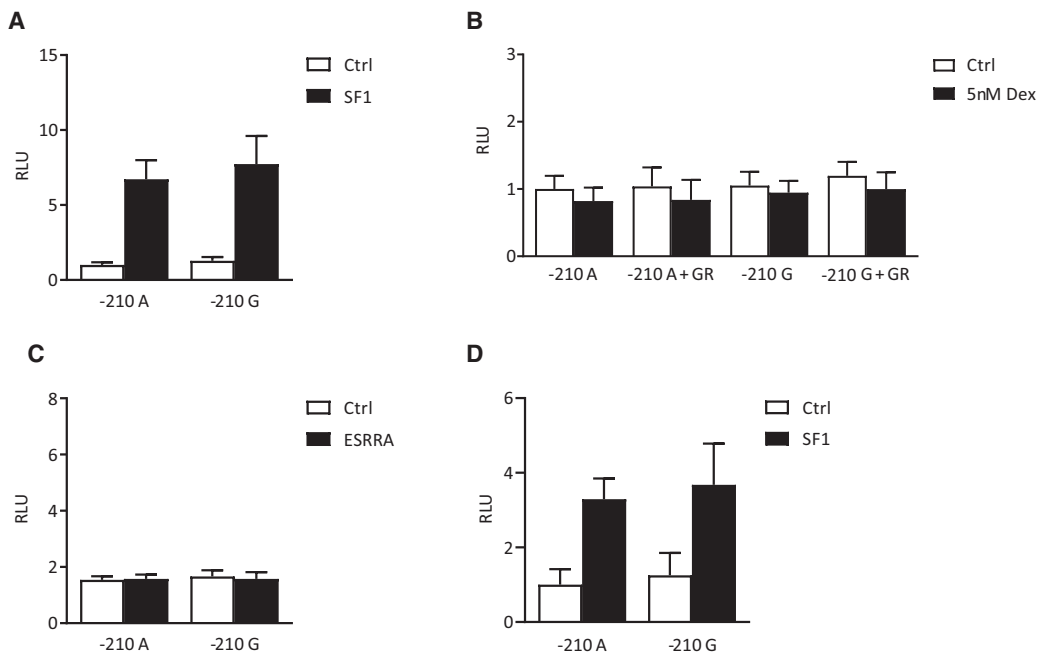 A
15
10
5
0
RLU
Ctrl
SF1
-210 A
-210 G
B
3
2
1
0
RLU
Ctrl
5nM Dex
-210 A
-210 A + GR
-210 G
-210 G + GR
C
8
6
4
2
0
RLU
Ctrl
ESRRA
-210 A
-210 G
D
6
4
2
0
RLU
Ctrl
SF1
-210 A
-210 G